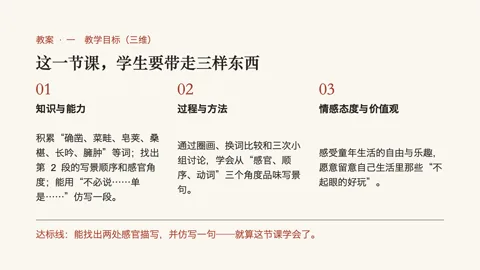 教案 · 一 教学目标（三维）
这一节课，学生要带走三样东西
01
知识与能力
积累“确凿、菜畦、皂荚、桑
椹、长吟、臃肿”等词；找出
第 2 段的写景顺序和感官角
度；能用“不必说……单
是……”仿写一段。
02
过程与方法
通过圈画、换词比较和三次小
组讨论，学会从“感官、顺
序、动词”三个角度品味写景
句。
03
情感态度与价值观
感受童年生活的自由与乐趣，
愿意留意自己生活里那些“不
起眼的好玩”。
达标线：能找出两处感官描写，并仿写一句——就算这节课学会了。